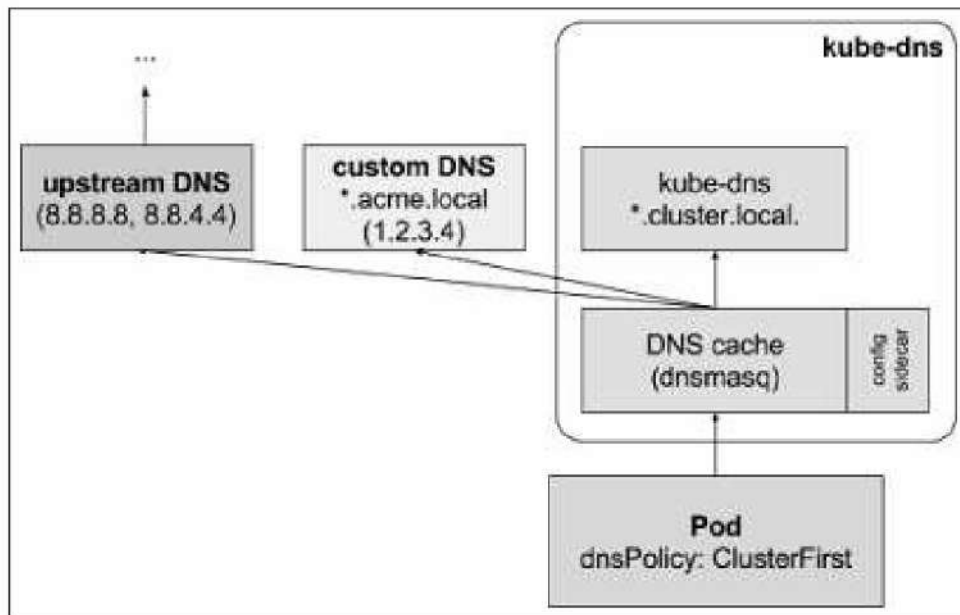 kube-dns
...
upstream DNS
(8.8.8.8, 8.8.4.4)
custom DNS
*.acme.local
(1.2.3.4)
kube-dns
*.cluster.local.
DNS cache
(dnsmasq)
config
sidecar
Pod
dnsPolicy: ClusterFirst